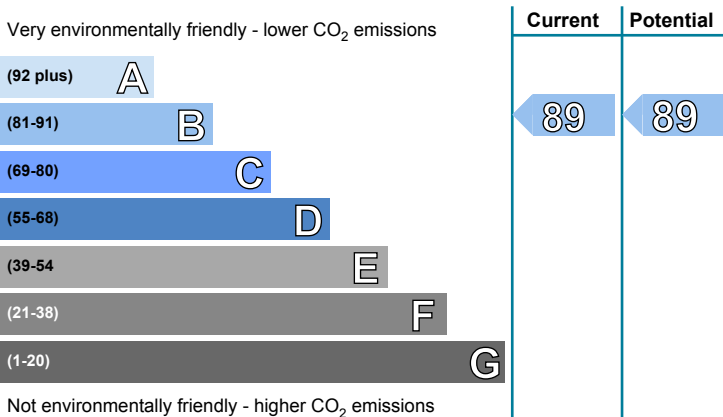 Very environmentally friendly - lower CO2 emissions
Current Potential
(92 plus) A
(81-91) B
89 89
(69-80) C
(55-68) D
(39-54 E
(21-38) F
(1-20) G
Not environmentally friendly - higher CO2 emissions